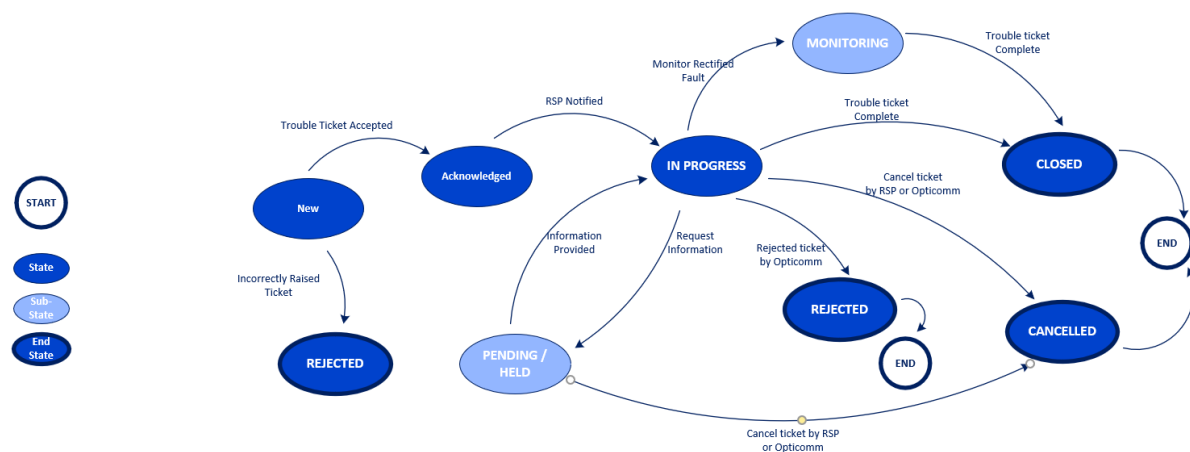 MONITORING
Trouble ticket
Complete
Monitor Rectified
Fault
RSP Notified
Trouble ticket
Complete
Trouble Ticket Accepted
IN PROGRESS
CLOSED
Acknowledged
Cancel ticket
by RSP or Opticomm
START
New
Information
Provided
Request
Information
Rejected ticket
by Opticomm
END
State
Incorrectly Raised
Ticket
Sub-
State
REJECTED
CANCELLED
End
State
REJECTED
PENDING /
HELD
END
Cancel ticket by RSP
or Opticomm